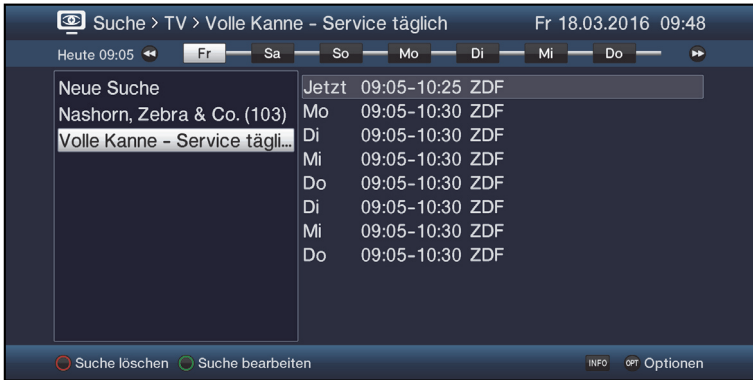 Suche > TV > Volle Kanne - Service täglich Fr 18.03.2016 09:48
Heute 09:05 Fr Sa So Mo Di Mi Do
Neue Suche
Nashorn, Zebra & Co. (103)
Volle Kanne - Service tägli...
Jetzt 09:05-10:25 ZDF
Mo 09:05-10:30 ZDF
Di 09:05-10:30 ZDF
Mi 09:05-10:30 ZDF
Do 09:05-10:30 ZDF
Di 09:05-10:30 ZDF
Mi 09:05-10:30 ZDF
Do 09:05-10:30 ZDF
Suche löschen Suche bearbeiten INFO OPT Optionen